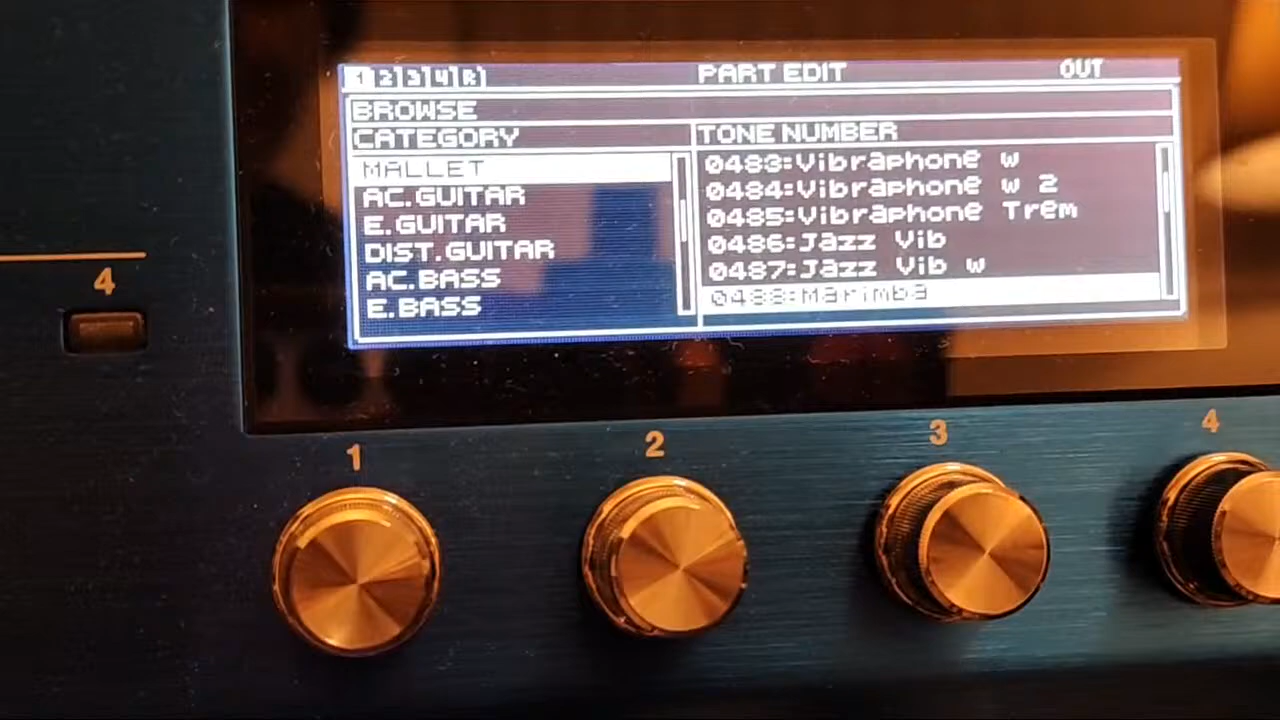 1 2 3 4 R PART EDIT OUT
BROWSE
CATEGORY TONE NUMBER
MALLET 0483:Vibraphone w
AC.GUITAR 0484:Vibraphone w 2
E.GUITAR 0485:Vibraphone Trem
DIST.GUITAR 0486:Jazz Vib
AC.BASS 0487:Jazz Vib w
E.BASS 0488:Marimba
4
1 2 3 4